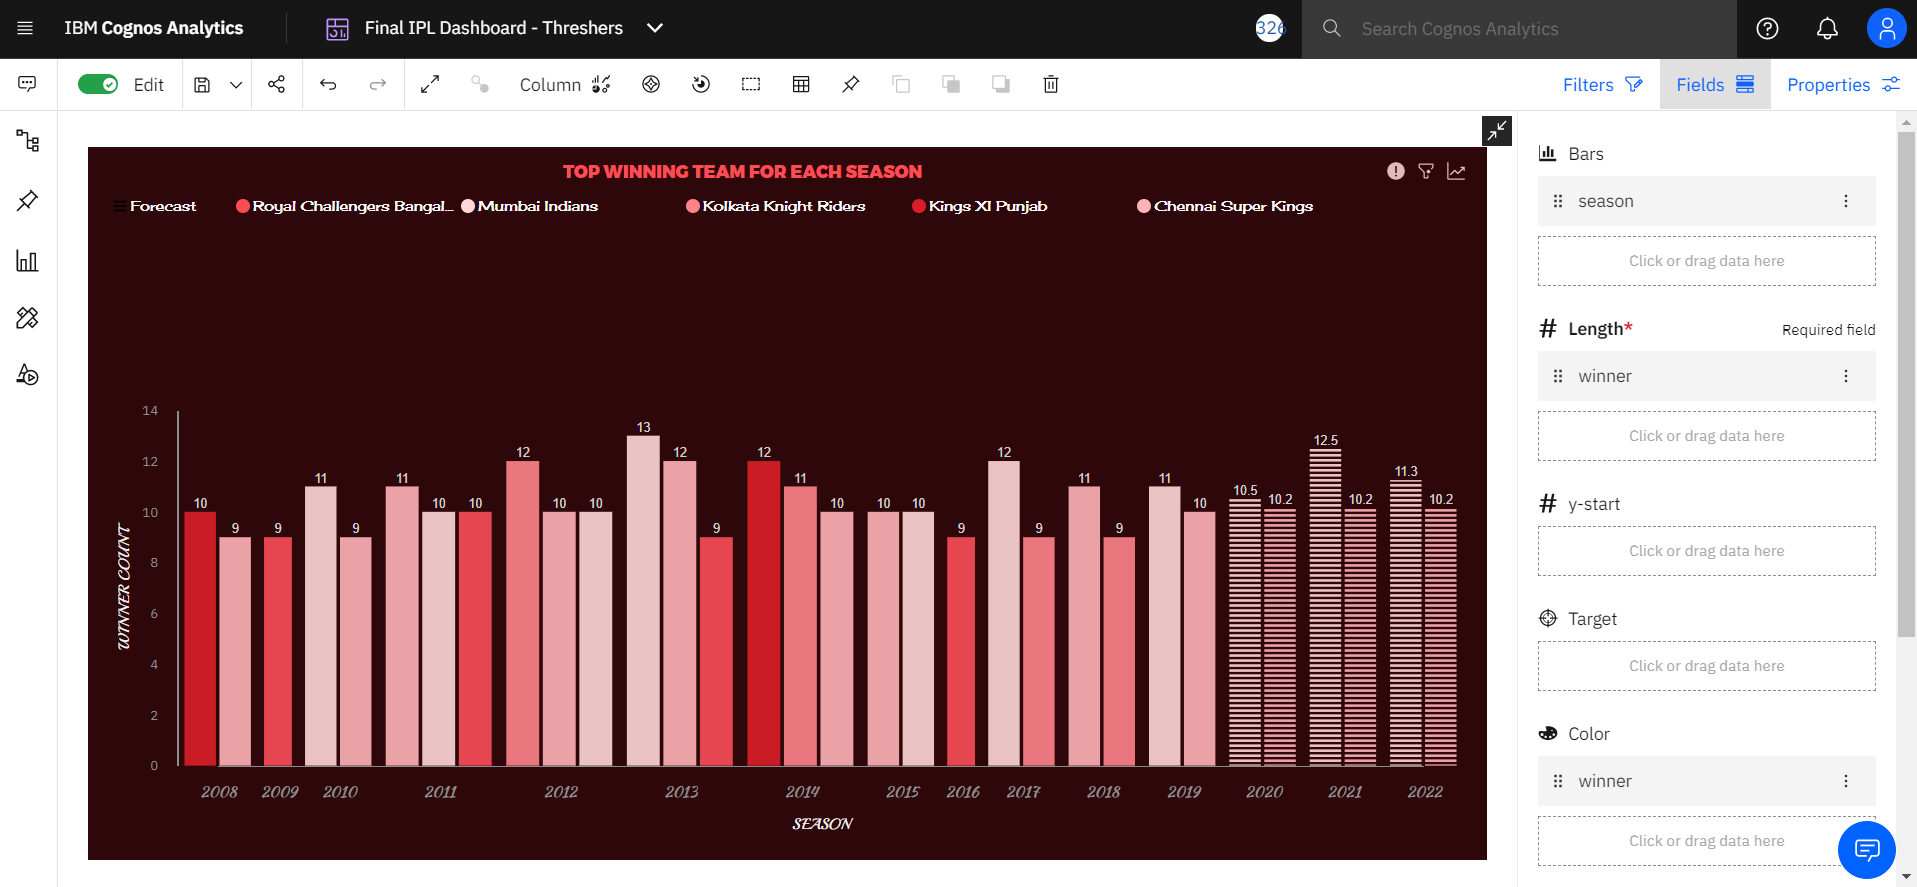 IBM Cognos Analytics
Final IPL Dashboard - Threshers
326
Search Cognos Analytics
Edit
Column
Filters
Fields
Properties
TOP WINNING TEAM FOR EACH SEASON
Forecast Royal Challengers Bangal... Mumbai Indians Kolkata Knight Riders Kings XI Punjab Chennai Super Kings
WINNER COUNT
14
12
10
8
6
4
2
0
10 9 9 11 9 11 10 10 12 10 10 13 12 9 12 11 10 10 10 9 12 9 11 9 11 10 10.5 10.2 12.5 10.2 11.3 10.2
2008 2009 2010 2011 2012 2013 2014 2015 2016 2017 2018 2019 2020 2021 2022
SEASON
Bars
season
Click or drag data here
Length* Required field
winner
Click or drag data here
y-start
Click or drag data here
Target
Click or drag data here
Color
winner
Click or drag data here